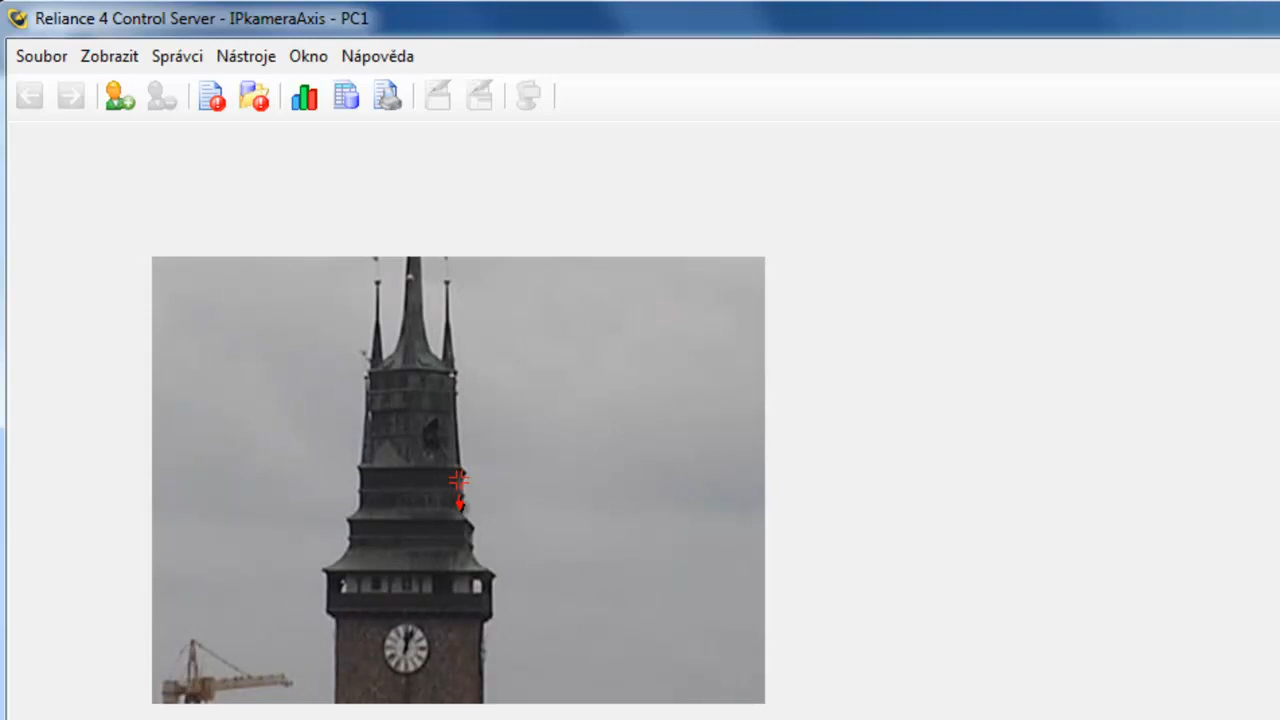 Reliance 4 Control Server - IPkameraAxis - PC1
Soubor Zobrazit Správci Nástroje Okno Nápověda